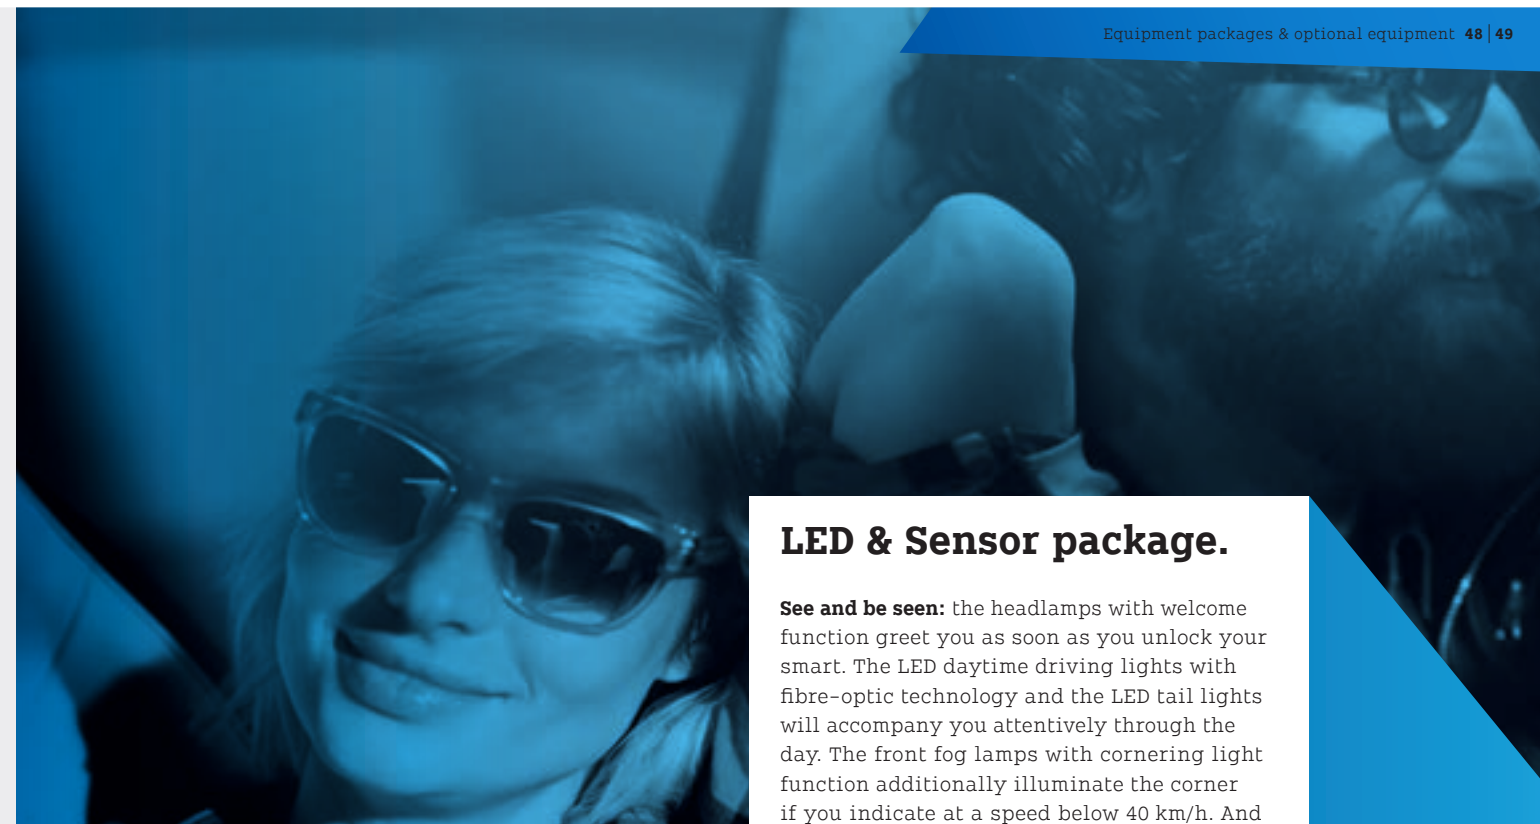 Equipment packages & optional equipment 48 | 49
LED & Sensor package.
See and be seen: the headlamps with welcome
function greet you as soon as you unlock your
smart. The LED daytime driving lights with
fibre-optic technology and the LED tail lights
will accompany you attentively through the
day. The front fog lamps with cornering light
function additionally illuminate the corner
if you indicate at a speed below 40 km/h. And